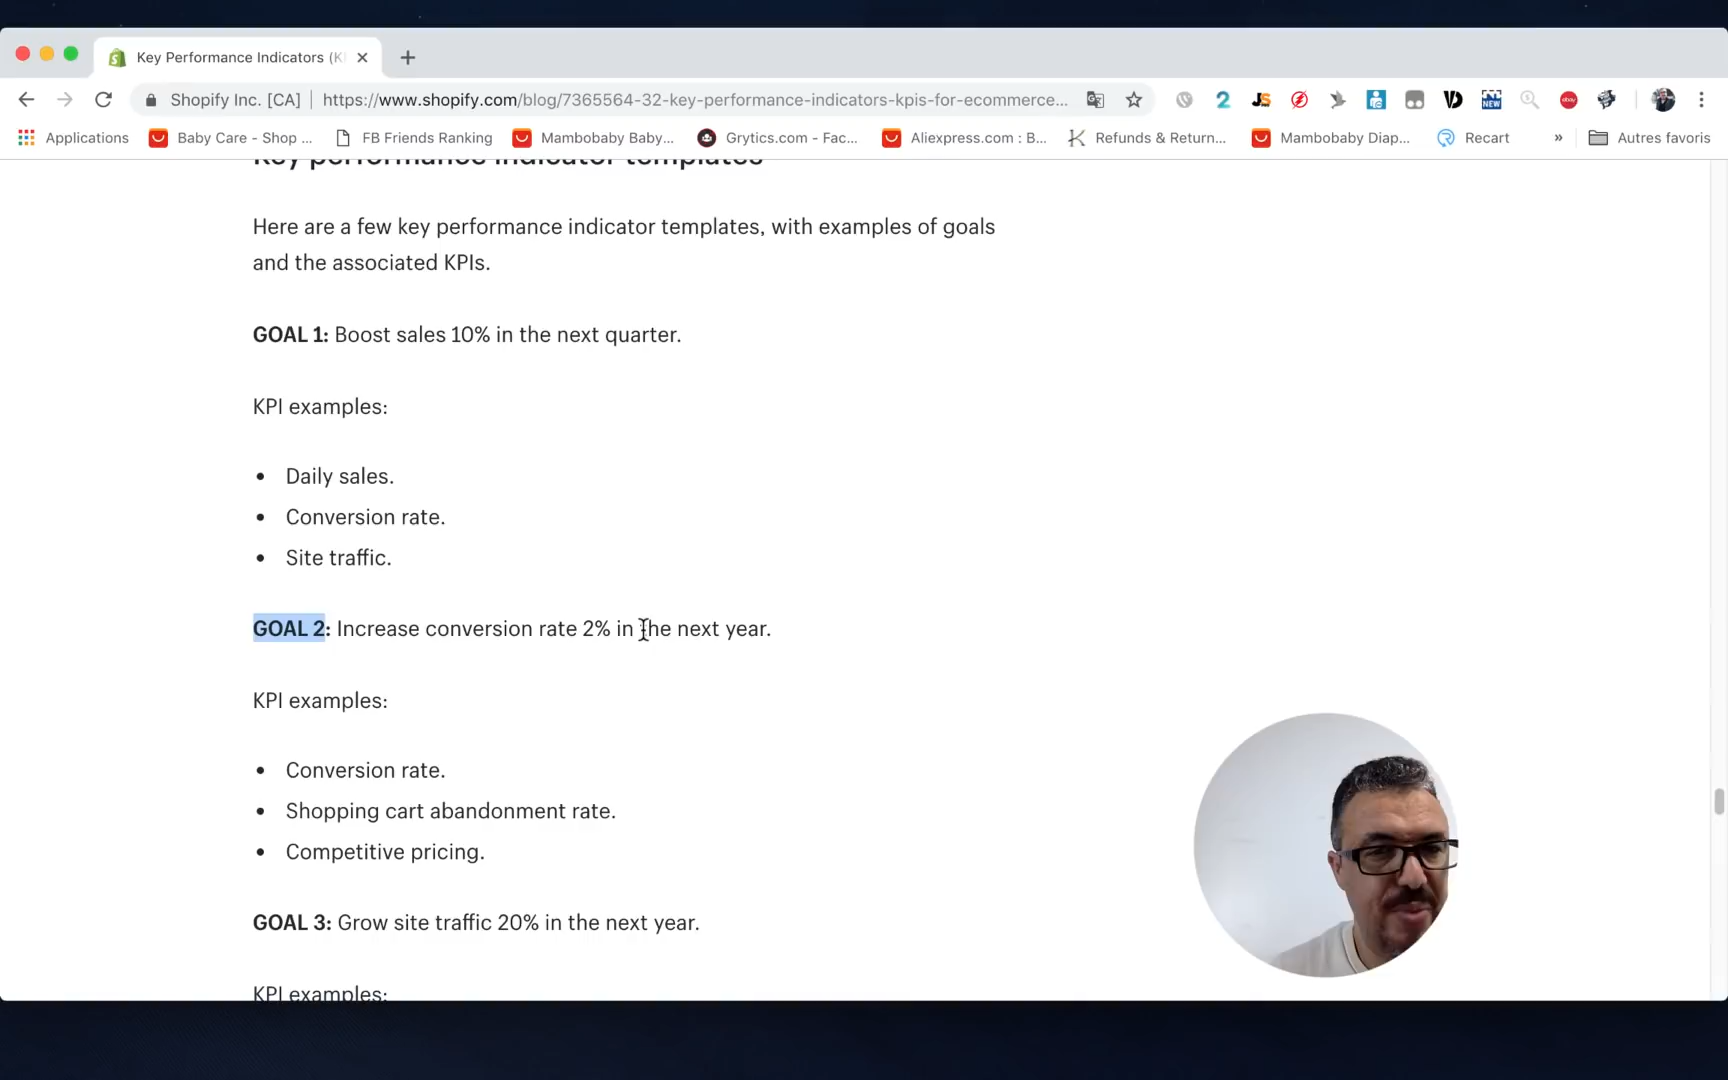 Key Performance Indicators (K
Shopify Inc. [CA] | https://www.shopify.com/blog/7365564-32-key-performance-indicators-kpis-for-ecommerce...
Applications Baby Care - Shop ... FB Friends Ranking Mambobaby Baby... Grytics.com - Fac... Aliexpress.com : B... Refunds & Return... Mambobaby Diap... Recart » Autres favoris
Key performance indicator templates
Here are a few key performance indicator templates, with examples of goals
and the associated KPIs.
GOAL 1: Boost sales 10% in the next quarter.
KPI examples:
• Daily sales.
• Conversion rate.
• Site traffic.
GOAL 2: Increase conversion rate 2% in the next year.
KPI examples:
• Conversion rate.
• Shopping cart abandonment rate.
• Competitive pricing.
GOAL 3: Grow site traffic 20% in the next year.
KPI examples: